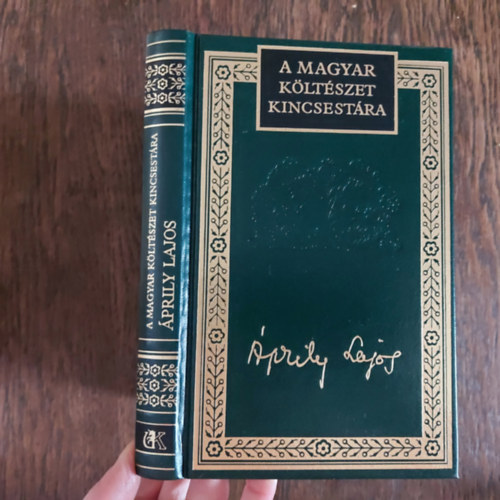 A MAGYAR
KÖLTÉSZET
KINCSESTÁRA
Áprily Lajos
A MAGYAR KÖLTÉSZET KINCSESTÁRA
ÁPRILY LAJOS
K